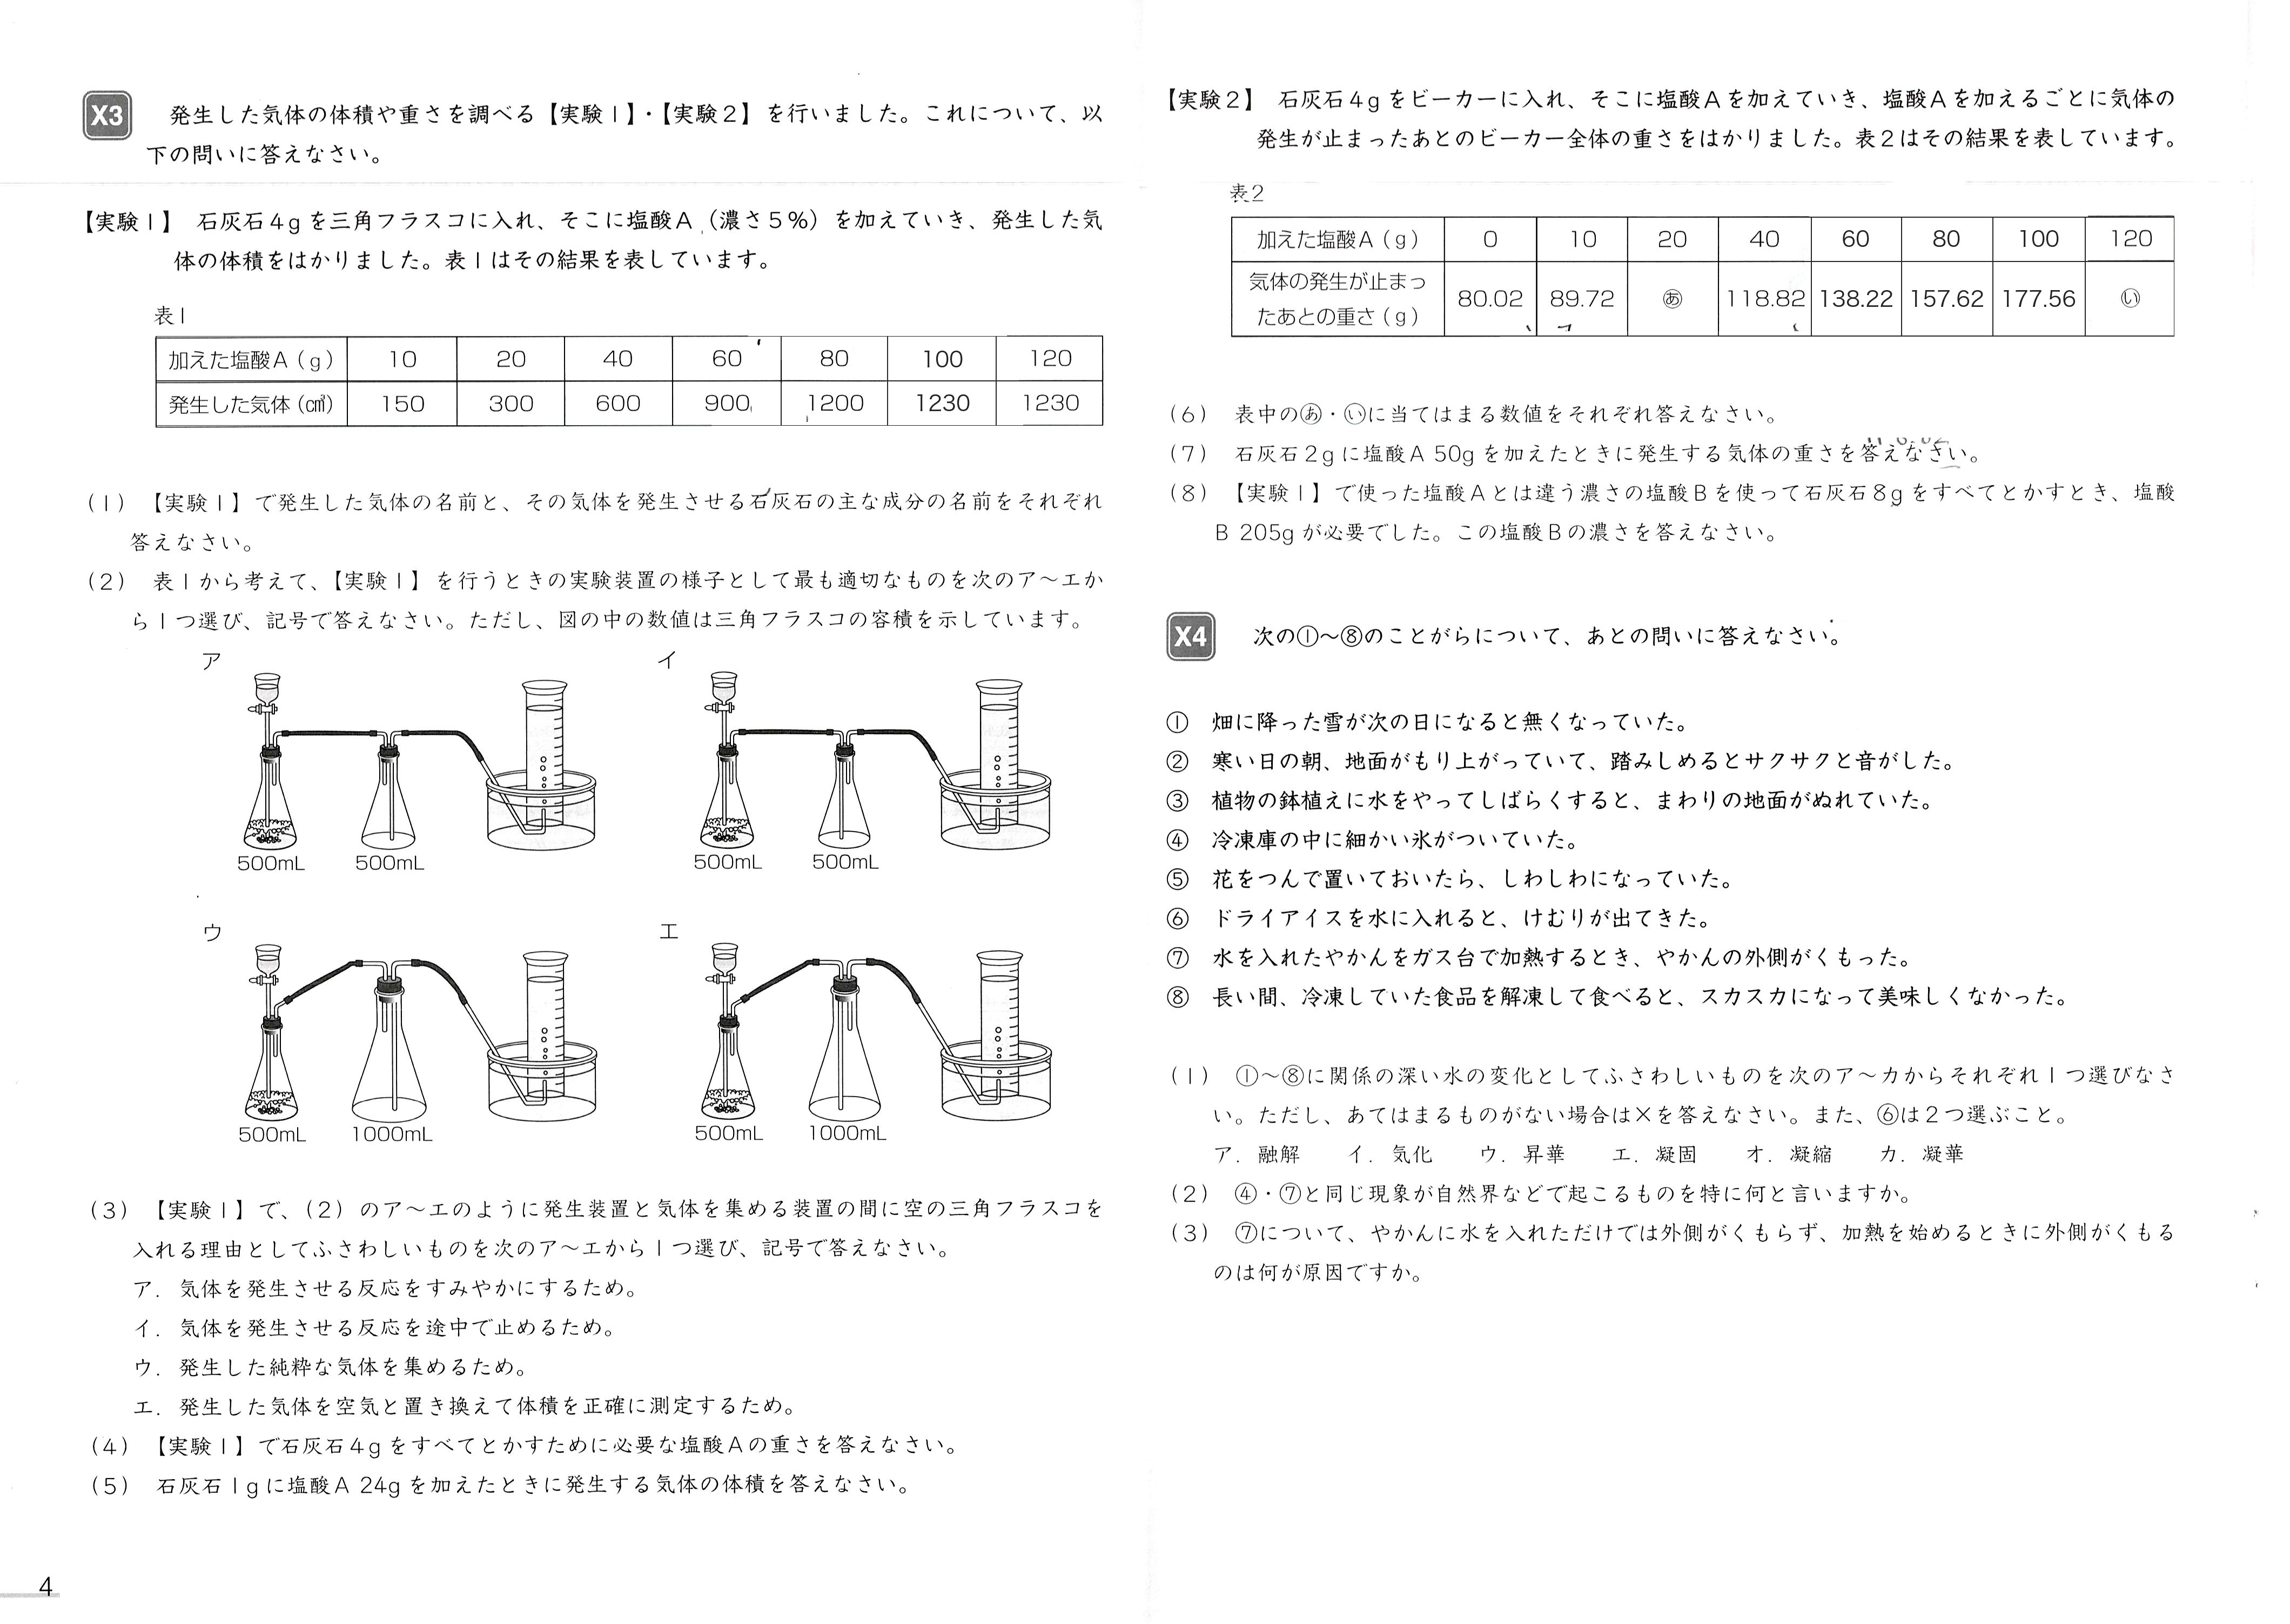 X3 発生した気体の体積や重さを調べる【実験1】・【実験2】を行いました。これについて、以
下の問いに答えなさい。
【実験1】 石灰石4gを三角フラスコに入れ、そこに塩酸A（濃さ5%）を加えていき、発生した気
体の体積をはかりました。表1はその結果を表しています。
表1
加えた塩酸A（g） 10 20 40 60 80 100 120
発生した気体（㎤） 150 300 600 900 1200 1230 1230
（1） 【実験1】で発生した気体の名前と、その気体を発生させる石灰石の主な成分の名前をそれぞれ
答えなさい。
（2） 表1から考えて、【実験1】を行うときの実験装置の様子として最も適切なものを次のア～エか
ら1つ選び、記号で答えなさい。ただし、図の中の数値は三角フラスコの容積を示しています。
ア イ
500mL 500mL 500mL 500mL
ウ エ
500mL 1000mL 500mL 1000mL
（3） 【実験1】で、（2）のア～エのように発生装置と気体を集める装置の間に空の三角フラスコを
入れる理由としてふさわしいものを次のア～エから1つ選び、記号で答えなさい。
ア．気体を発生させる反応をすみやかにするため。
イ．気体を発生させる反応を途中で止めるため。
ウ．発生した純粋な気体を集めるため。
エ．発生した気体を空気と置き換えて体積を正確に測定するため。
（4） 【実験1】で石灰石4gをすべてとかすために必要な塩酸Aの重さを答えなさい。
（5） 石灰石1gに塩酸A 24gを加えたときに発生する気体の体積を答えなさい。
4
【実験2】 石灰石4gをビーカーに入れ、そこに塩酸Aを加えていき、塩酸Aを加えるごとに気体の
発生が止まったあとのビーカー全体の重さをはかりました。表2はその結果を表しています。
表2
加えた塩酸A（g） 0 10 20 40 60 80 100 120
気体の発生が止まっ
たあとの重さ（g） 80.02 89.72 あ 118.82 138.22 157.62 177.56 い
（6） 表中のあ・いに当てはまる数値をそれぞれ答えなさい。
（7） 石灰石2gに塩酸A 50gを加えたときに発生する気体の重さを答えなさい。
（8） 【実験1】で使った塩酸Aとは違う濃さの塩酸Bを使って石灰石8gをすべてとかすとき、塩酸
B 205gが必要でした。この塩酸Bの濃さを答えなさい。
X4 次の①～⑧のことがらについて、あとの問いに答えなさい。
① 畑に降った雪が次の日になると無くなっていた。
② 寒い日の朝、地面がもり上がっていて、踏みしめるとサクサクと音がした。
③ 植物の鉢植えに水をやってしばらくすると、まわりの地面がぬれていた。
④ 冷凍庫の中に細かい氷がついていた。
⑤ 花をつんで置いておいたら、しわしわになっていた。
⑥ ドライアイスを水に入れると、けむりが出てきた。
⑦ 水を入れたやかんをガス台で加熱するとき、やかんの外側がくもった。
⑧ 長い間、冷凍していた食品を解凍して食べると、スカスカになって美味しくなかった。
（1） ①～⑧に関係の深い水の変化としてふさわしいものを次のア～カからそれぞれ1つ選びなさ
い。ただし、あてはまるものがない場合は×を答えなさい。また、⑥は2つ選ぶこと。
ア．融解 イ．気化 ウ．昇華 エ．凝固 オ．凝縮 カ．凝華
（2） ④・⑦と同じ現象が自然界などで起こるものを特に何と言いますか。
（3） ⑦について、やかんに水を入れただけでは外側がくもらず、加熱を始めるときに外側がくもる
のは何が原因ですか。